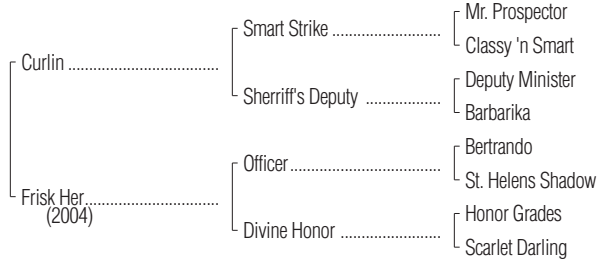 Mr. Prospector
Smart Strike ....................
Classy 'n Smart
Curlin ............................
Deputy Minister
Sherriff's Deputy ..............
Barbarika
Bertrando
Officer............................
St. Helens Shadow
Frisk Her.........................
(2004)
Honor Grades
Divine Honor ..................
Scarlet Darling